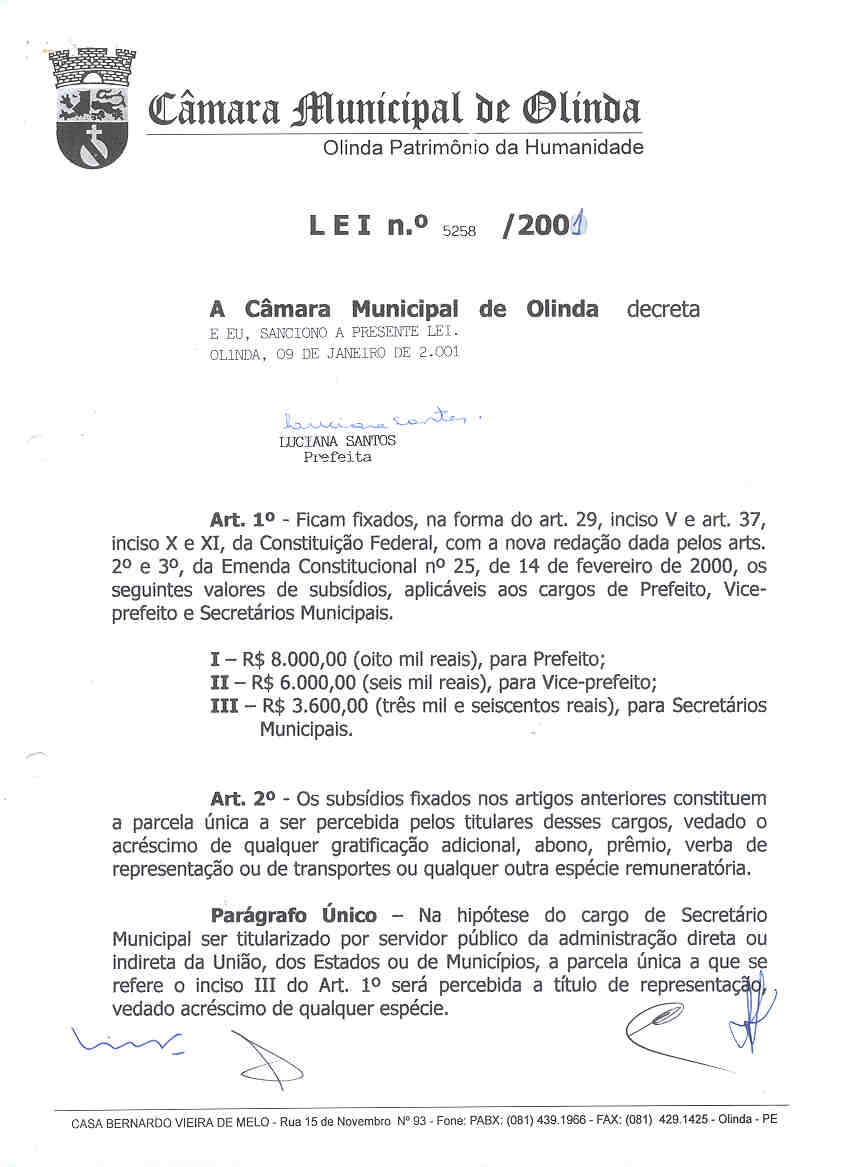 Câmara Municipal de Olinda
Olinda Patrimônio da Humanidade
LEI n.º 5258 /2001
A Câmara Municipal de Olinda decreta
E EU, SANCIONO A PRESENTE LEI.
OLINDA, 09 DE JANEIRO DE 2.001
Luciana Santos.
LUCIANA SANTOS
Prefeita
Art. 1º - Ficam fixados, na forma do art. 29, inciso V e art. 37,
inciso X e XI, da Constituição Federal, com a nova redação dada pelos arts.
2º e 3º, da Emenda Constitucional nº 25, de 14 de fevereiro de 2000, os
seguintes valores de subsídios, aplicáveis aos cargos de Prefeito, Vice-
prefeito e Secretários Municipais.
I – R$ 8.000,00 (oito mil reais), para Prefeito;
II – R$ 6.000,00 (seis mil reais), para Vice-prefeito;
III – R$ 3.600,00 (três mil e seiscentos reais), para Secretários
Municipais.
Art. 2º - Os subsídios fixados nos artigos anteriores constituem
a parcela única a ser percebida pelos titulares desses cargos, vedado o
acréscimo de qualquer gratificação adicional, abono, prêmio, verba de
representação ou de transportes ou qualquer outra espécie remuneratória.
Parágrafo Único – Na hipótese do cargo de Secretário
Municipal ser titularizado por servidor público da administração direta ou
indireta da União, dos Estados ou de Municípios, a parcela única a que se
refere o inciso III do Art. 1º será percebida a título de representação,
vedado acréscimo de qualquer espécie.
CASA BERNARDO VIEIRA DE MELO - Rua 15 de Novembro Nº 93 - Fone: PABX: (081) 439.1966 - FAX: (081) 429.1425 - Olinda - PE